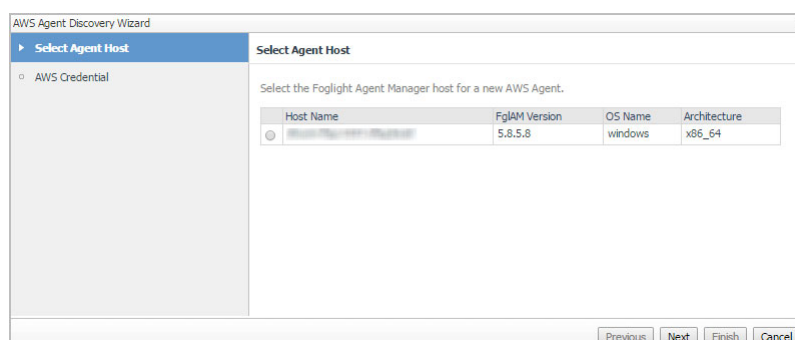 AWS Agent Discovery Wizard
Select Agent Host
AWS Credential
Select Agent Host
Select the Foglight Agent Manager host for a new AWS Agent.
Host Name FglAM Version OS Name Architecture
5.8.5.8 windows x86_64
Previous Next Finish Cancel